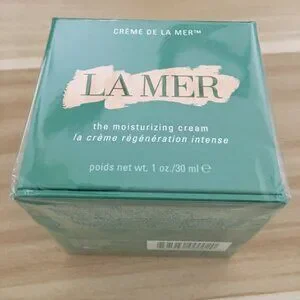 CRÈME DE LA MER™
LA MER
the moisturizing cream
la crème régénération intense
poids net wt. 1 oz./30 ml ℮